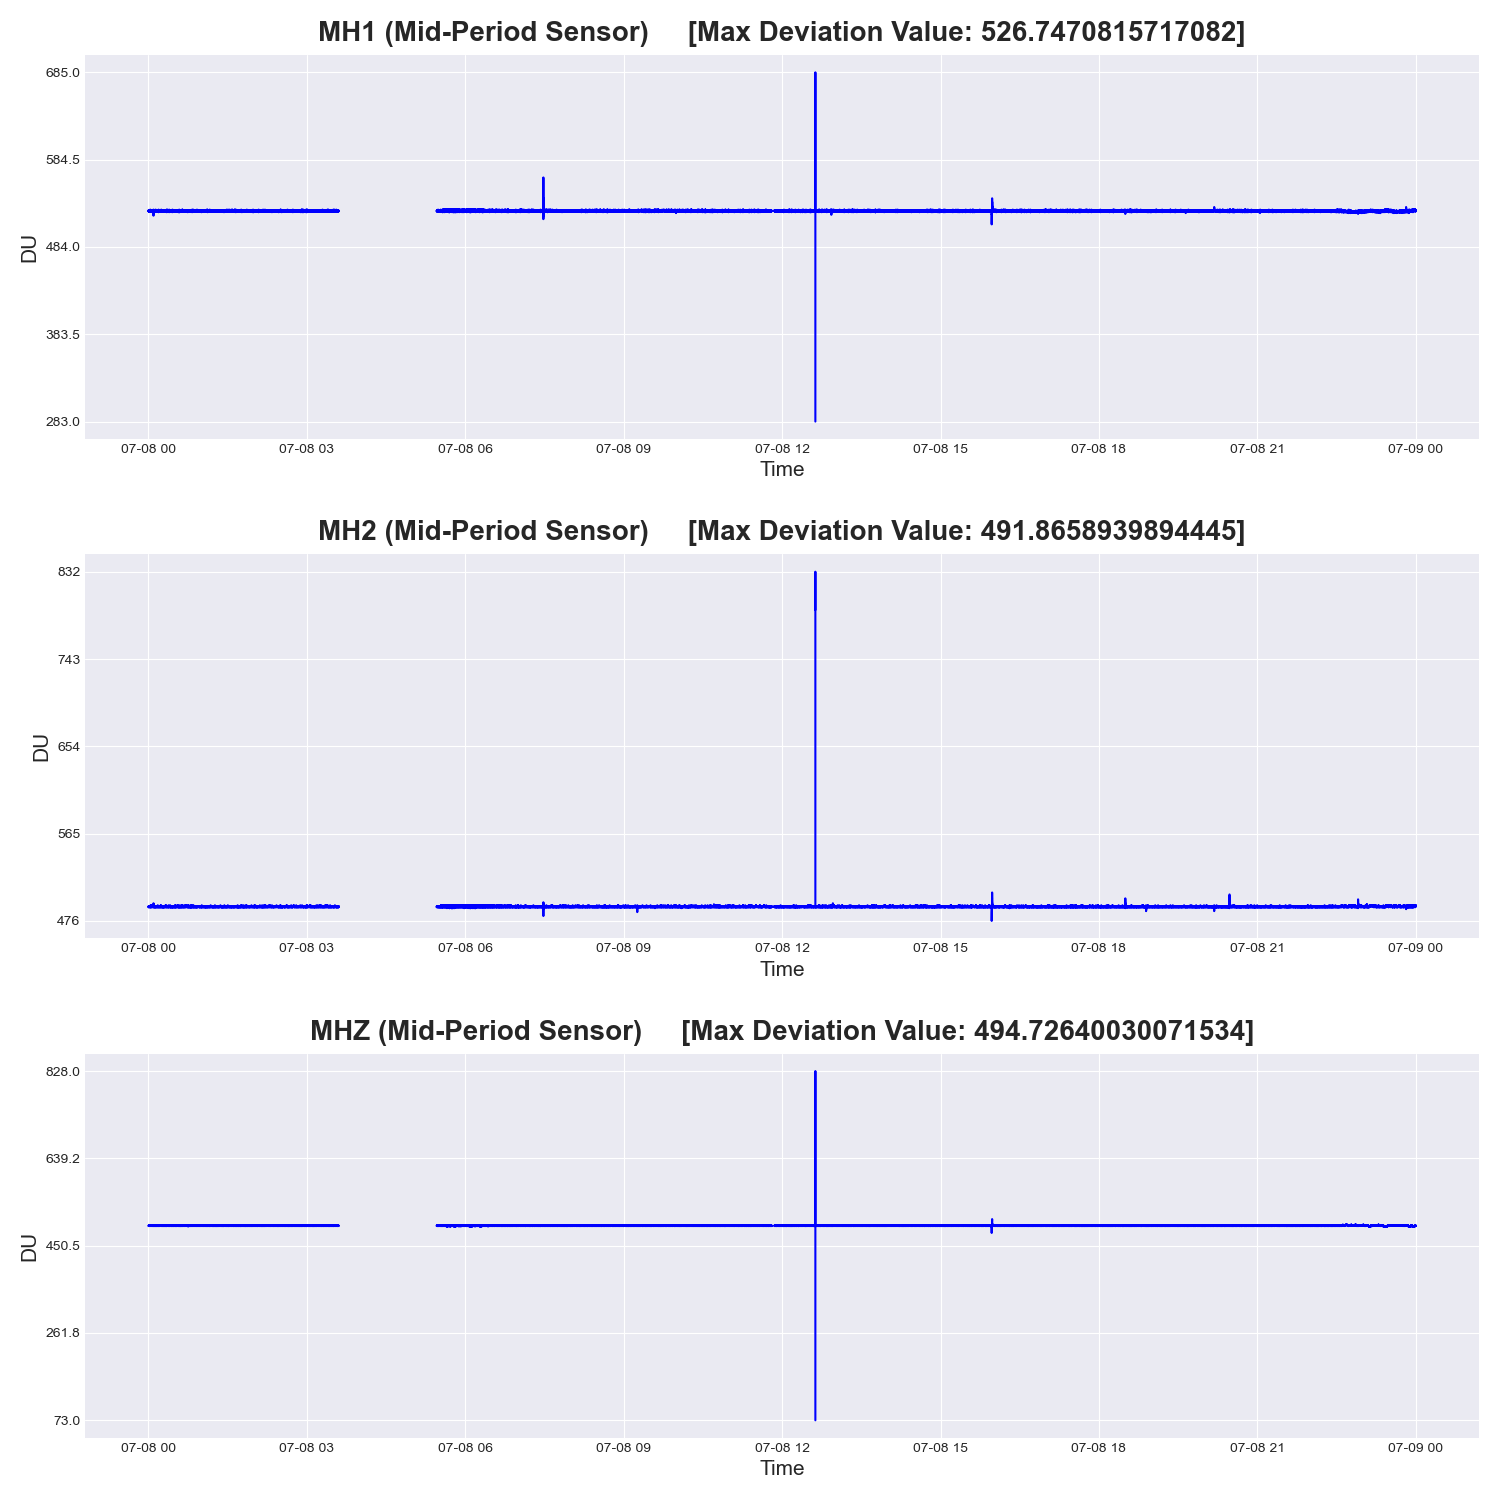 MH1 (Mid-Period Sensor)     [Max Deviation Value: 526.7470815717082]
685.0
584.5
484.0
383.5
283.0
DU
07-08 00 07-08 03 07-08 06 07-08 09 07-08 12 07-08 15 07-08 18 07-08 21 07-09 00
Time
MH2 (Mid-Period Sensor)     [Max Deviation Value: 491.8658939894445]
832
743
654
565
476
DU
07-08 00 07-08 03 07-08 06 07-08 09 07-08 12 07-08 15 07-08 18 07-08 21 07-09 00
Time
MHZ (Mid-Period Sensor)     [Max Deviation Value: 494.72640030071534]
828.0
639.2
450.5
261.8
73.0
DU
07-08 00 07-08 03 07-08 06 07-08 09 07-08 12 07-08 15 07-08 18 07-08 21 07-09 00
Time